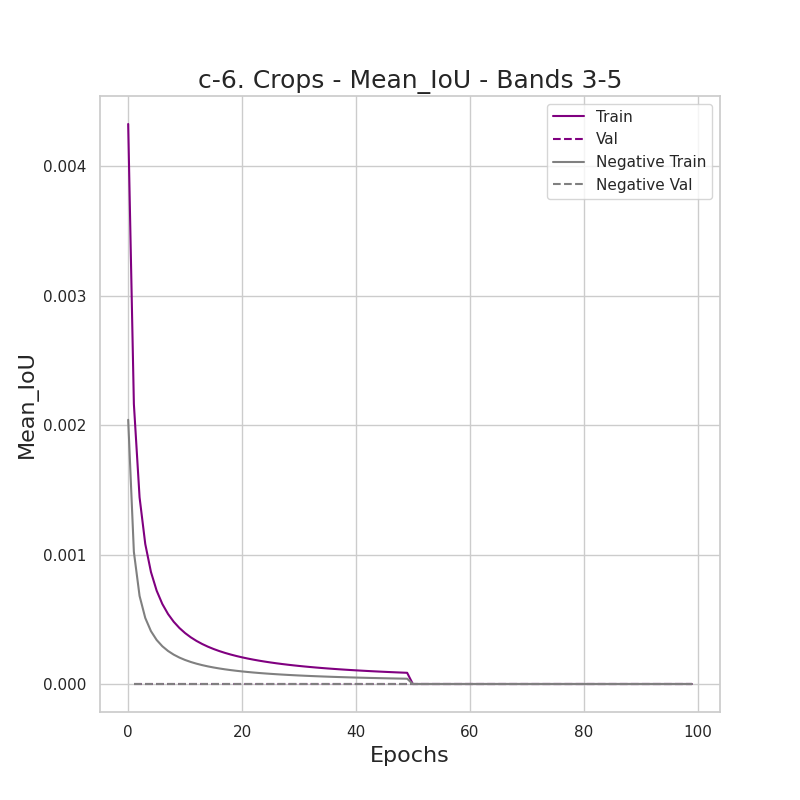 c-6. Crops - Mean_IoU - Bands 3-5
Train
Val
Negative Train
Negative Val
0.004
0.003
0.002
0.001
0.000
Mean_IoU
0 20 40 60 80 100
Epochs